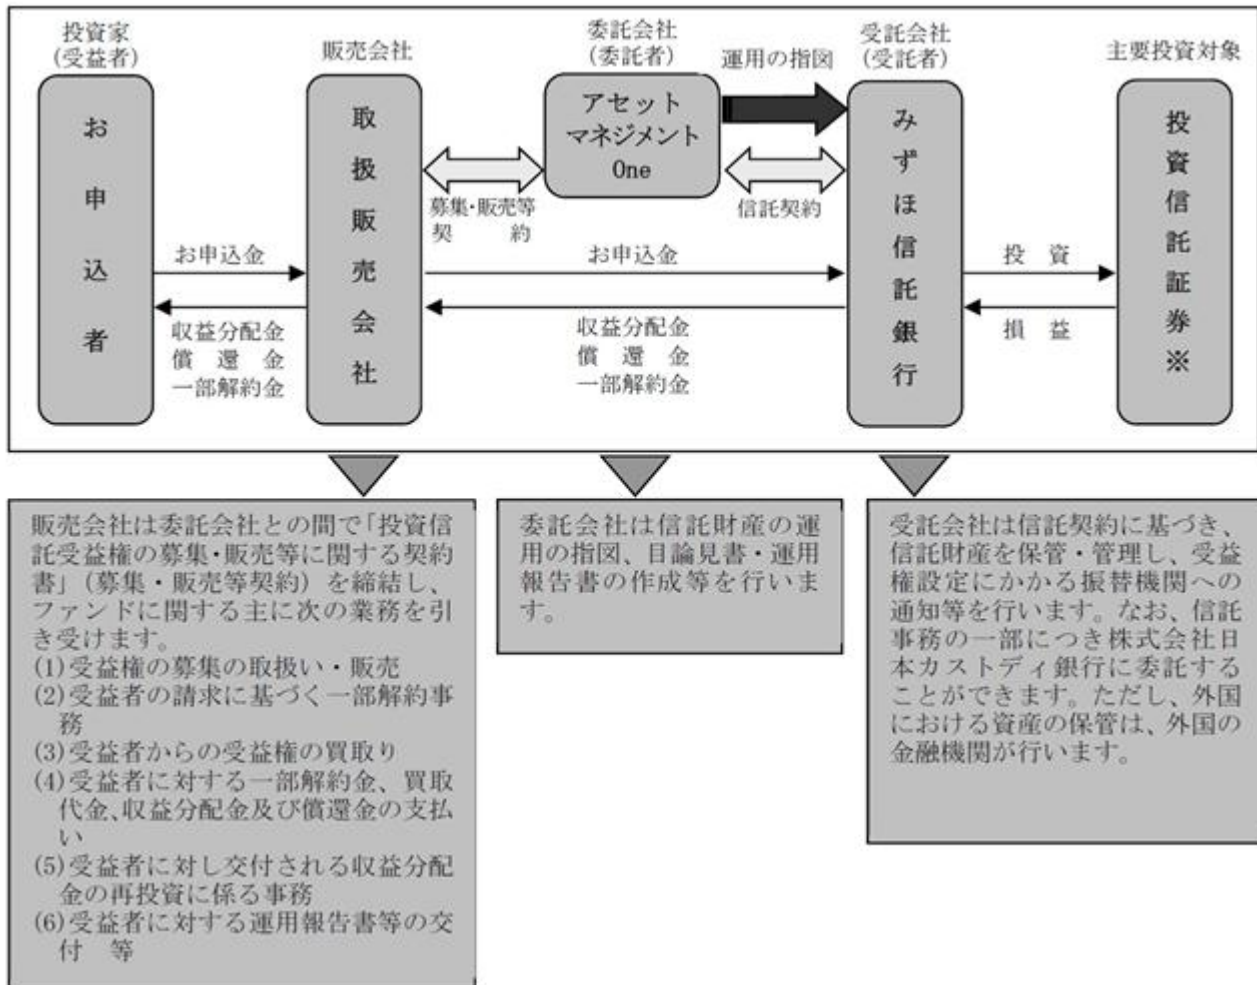 投資家
(受益者)
販売会社
委託会社
(委託者)
運用の指図
受託会社
(受託者)
主要投資対象
お申込者
取扱販売会社
アセット
マネジメント
One
みずほ信託銀行
投資信託証券※
募集・販売等
契 約
信託契約
お申込金
お申込金
投 資
収益分配金
償 還 金
一部解約金
収益分配金
償 還 金
一部解約金
損 益
販売会社は委託会社との間で「投資信
託受益権の募集・販売等に関する契約
書」(募集・販売等契約)を締結し、
ファンドに関する主に次の業務を引
き受けます。
(1)受益権の募集の取扱い・販売
(2)受益者の請求に基づく一部解約事
務
(3)受益者からの受益権の買取り
(4)受益者に対する一部解約金、買取
代金、収益分配金及び償還金の支払
い
(5)受益者に対し交付される収益分配
金の再投資に係る事務
(6)受益者に対する運用報告書等の交
付 等
委託会社は信託財産の運
用の指図、目論見書・運用
報告書の作成等を行いま
す。
受託会社は信託契約に基づき、
信託財産を保管・管理し、受益
権設定にかかる振替機関への
通知等を行います。なお、信託
事務の一部につき株式会社日
本カストディ銀行に委託する
ことができます。ただし、外国
における資産の保管は、外国の
金融機関が行います。